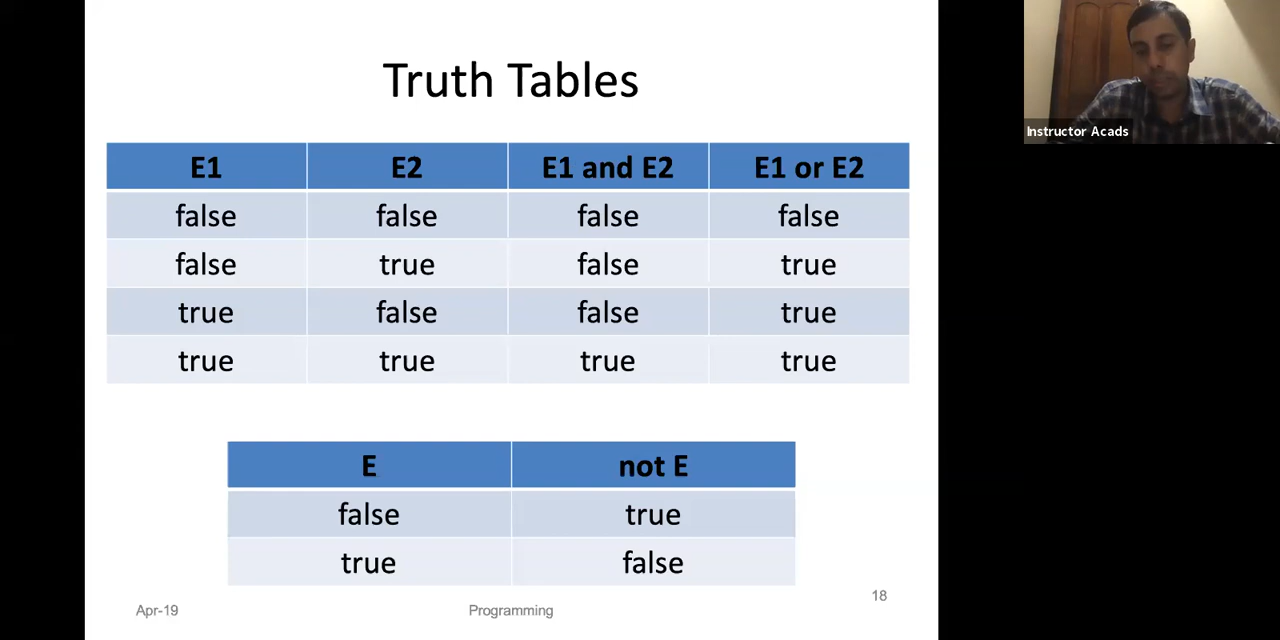 Truth Tables
Instructor Acads
E1 E2 E1 and E2 E1 or E2
false false false false
false true false true
true false false true
true true true true
E not E
false true
true false
Apr-19 Programming 18